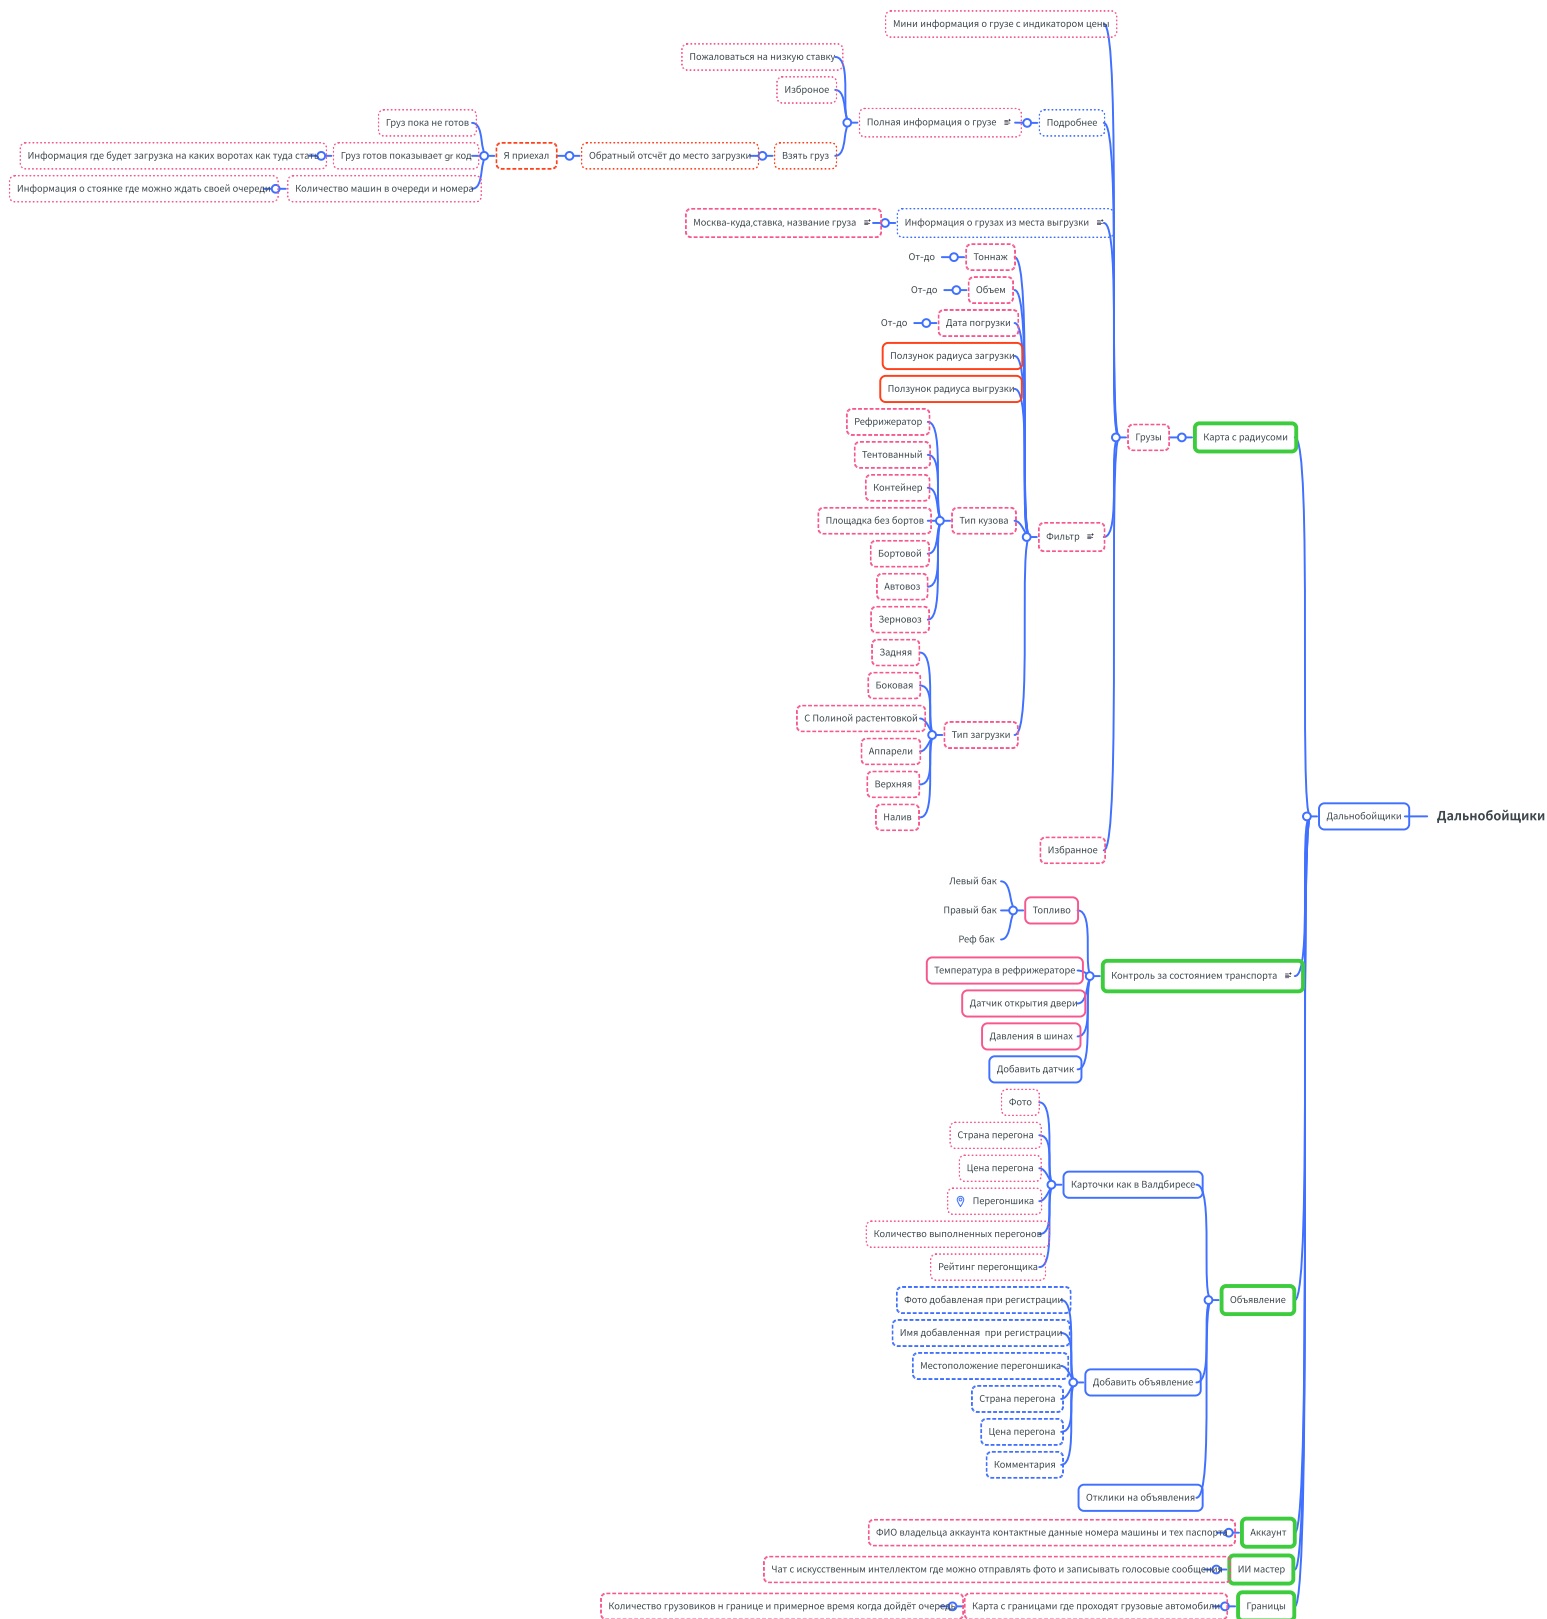 Мини информация о грузе с индикатором цены
Пожаловаться на низкую ставку
Изброное
Полная информация о грузе
Подробнее
Груз пока не готов
Информация где будет загрузка на каких воротах как туда стать
Груз готов показывает gr код
Я приехал
Обратный отсчёт до место загрузки
Взять груз
Информация о стоянке где можно ждать своей очереди
Количество машин в очереди и номера
Москва-куда,ставка, название груза
Информация о грузах из места выгрузки
От-до
Тоннаж
От-до
Объем
От-до
Дата погрузки
Ползунок радиуса загрузки
Ползунок радиуса выгрузки
Рефрижератор
Тентованный
Контейнер
Площадка без бортов
Тип кузова
Бортовой
Автовоз
Зерновоз
Фильтр
Грузы
Карта с радиусоми
Задняя
Боковая
С Полиной растентовкой
Тип загрузки
Аппарели
Верхняя
Налив
Избранное
Дальнобойщики
Дальнобойщики
Левый бак
Правый бак
Топливо
Реф бак
Температура в рефрижераторе
Контроль за состоянием транспорта
Датчик открытия двери
Давления в шинах
Добавить датчик
Фото
Страна перегона
Цена перегона
Карточки как в Валдбиресе
Перегоншика
Количество выполненных перегонов
Рейтинг перегонщика
Объявление
Фото добавленая при регистрации
Имя добавленная  при регистрации
Местоположение перегоншика
Добавить объявление
Страна перегона
Цена перегона
Комментария
Отклики на объявления
ФИО владельца аккаунта контактные данные номера машины и тех паспорта
Аккаунт
Чат с искусственным интеллектом где можно отправлять фото и записывать голосовые сообщения
ИИ мастер
Количество грузовиков н границе и примерное время когда дойдёт очередь
Карта с границами где проходят грузовые автомобили
Границы